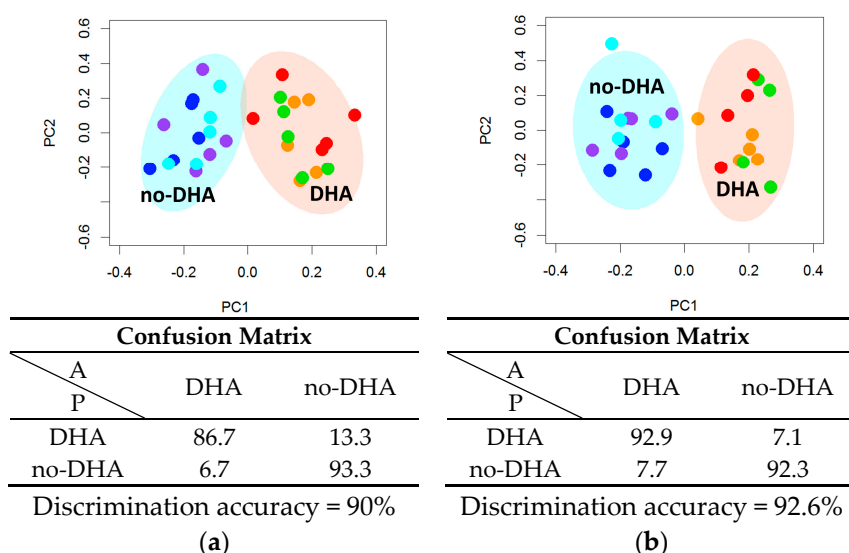 0.6
0.4
0.2
0.0
-0.2
-0.6
PC2
no-DHA
DHA
-0.4
-0.2
0.0
0.2
0.4
PC1
Confusion Matrix
A
P
DHA no-DHA
DHA 86.7 13.3
no-DHA 6.7 93.3
Discrimination accuracy = 90%
(a)
0.6
0.4
0.2
0.0
-0.2
-0.6
PC2
no-DHA
DHA
-0.4
-0.2
0.0
0.2
0.4
PC1
Confusion Matrix
A
P
DHA no-DHA
DHA 92.9 7.1
no-DHA 7.7 92.3
Discrimination accuracy = 92.6%
(b)